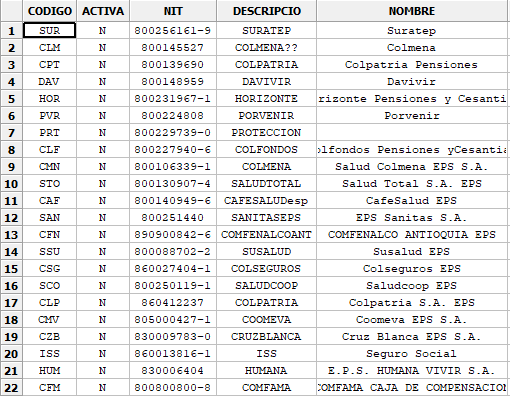 CODIGO ACTIVA NIT DESCRIPCIO NOMBRE
1 SUR N 800256161-9 SURATEP Suratep
2 CLM N 800145527 COLMENA?? Colmena
3 CPT N 800139690 COLPATRIA Colpatria Pensiones
4 DAV N 800148959 DAVIVIR Davivir
5 HOR N 800231967-1 HORIZONTE rizonte Pensiones y Cesanti
6 PVR N 800224808 PORVENIR Porvenir
7 PRT N 800229739-0 PROTECCION
8 CLF N 800227940-6 COLFONDOS olfondos Pensiones yCesantia
9 CMN N 800106339-1 COLMENA Salud Colmena EPS S.A.
10 STO N 800130907-4 SALUDTOTAL Salud Total S.A. EPS
11 CAF N 800140949-6 CAFESALUDesp CafeSalud EPS
12 SAN N 800251440 SANITASEPS EPS Sanitas S.A.
13 CFN N 890900842-6 COMFENALCOANT COMFENALCO ANTIOQUIA EPS
14 SSU N 800088702-2 SUSALUD Susalud EPS
15 CSG N 860027404-1 COLSEGUROS Colseguros EPS
16 SCO N 800250119-1 SALUDCOOP Saludcoop EPS
17 CLP N 860412237 COLPATRIA Colpatria S.A. EPS
18 CMV N 805000427-1 COOMEVA Coomeva EPS S.A.
19 CZB N 830009783-0 CRUZBLANCA Cruz Blanca EPS S.A.
20 ISS N 860013816-1 ISS Seguro Social
21 HUM N 830006404 HUMANA E.P.S. HUMANA VIVIR S.A.
22 CFM N 800800800-8 COMFAMA COMFAMA CAJA DE COMPENSACION